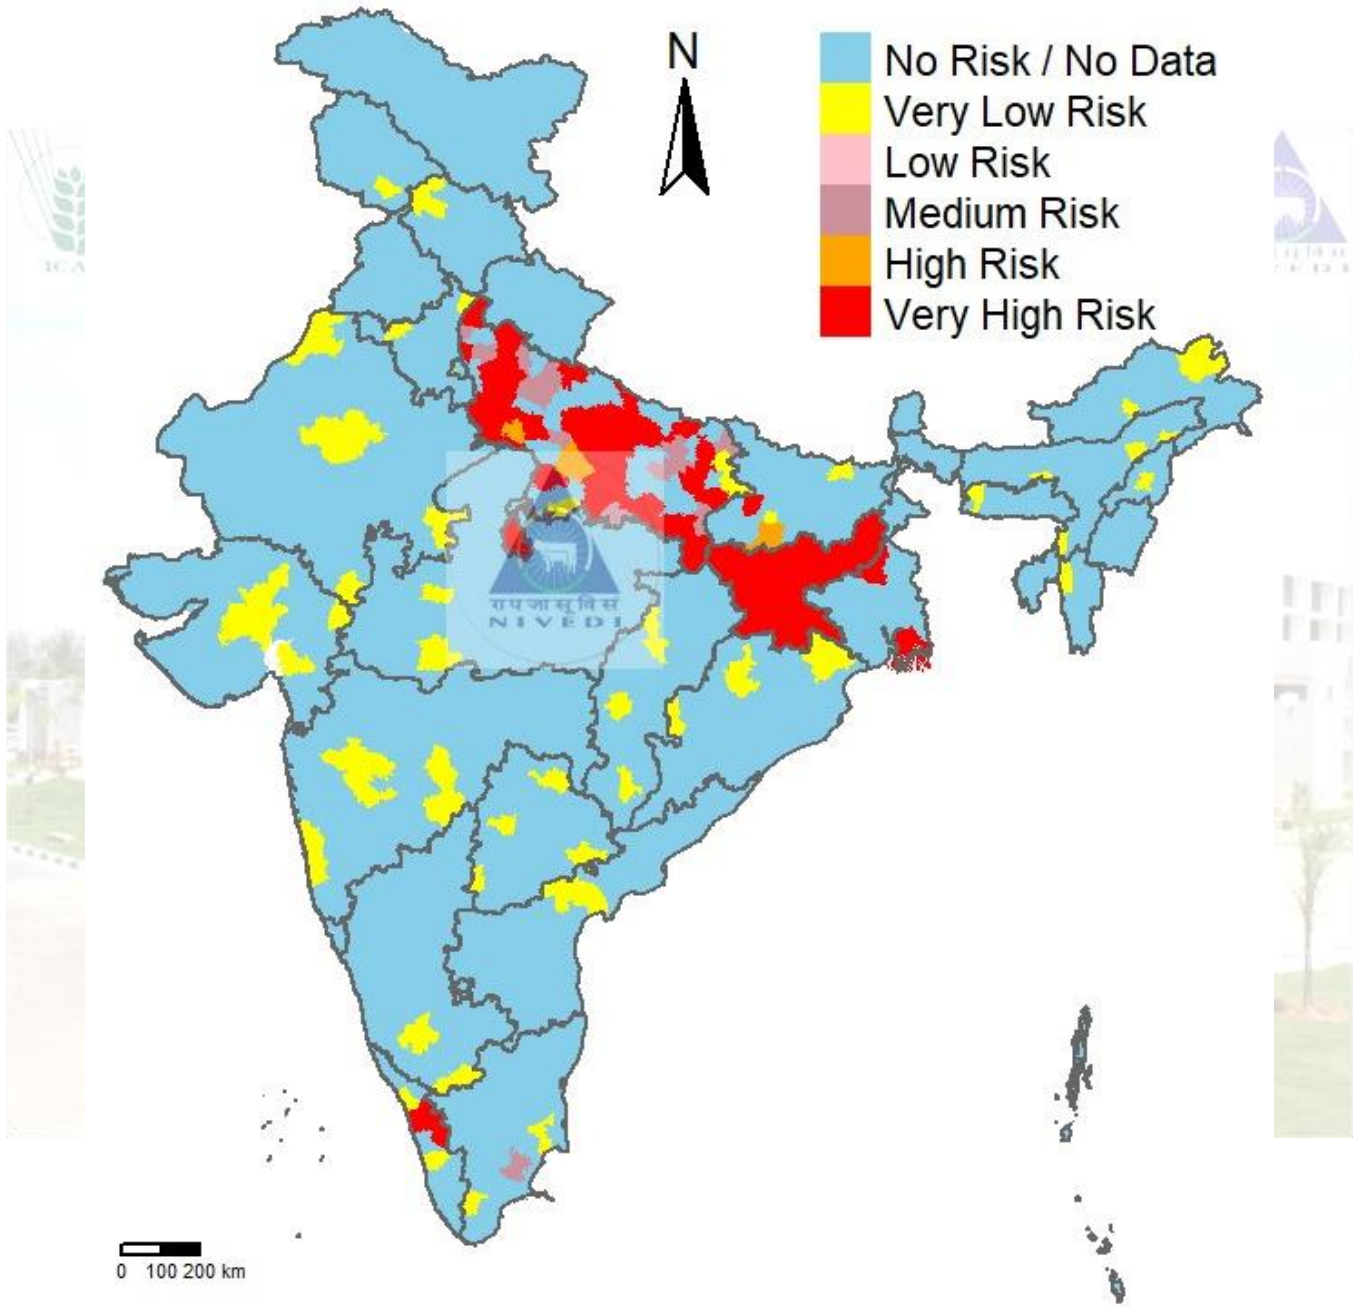 N
No Risk / No Data
Very Low Risk
Low Risk
Medium Risk
High Risk
Very High Risk
NIVEDI
0 100 200 km